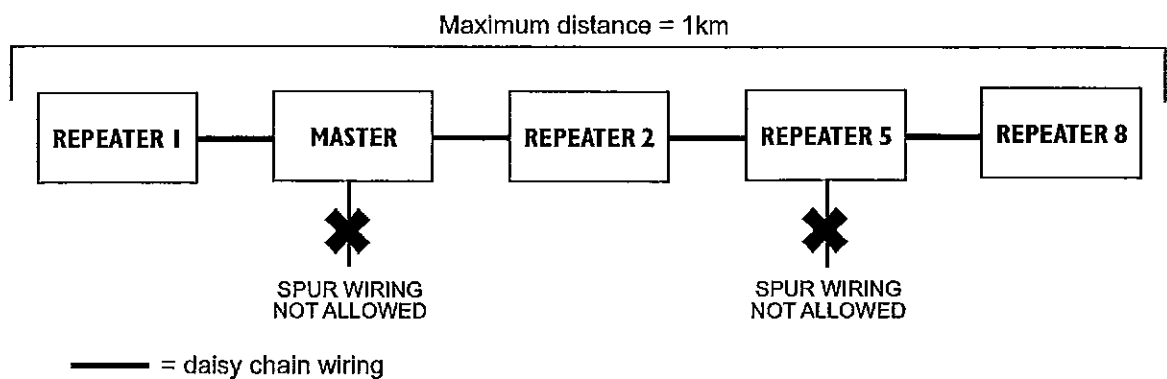 Maximum distance = 1km
REPEATER 1
MASTER
REPEATER 2
REPEATER 5
REPEATER 8
SPUR WIRING
NOT ALLOWED
SPUR WIRING
NOT ALLOWED
= daisy chain wiring